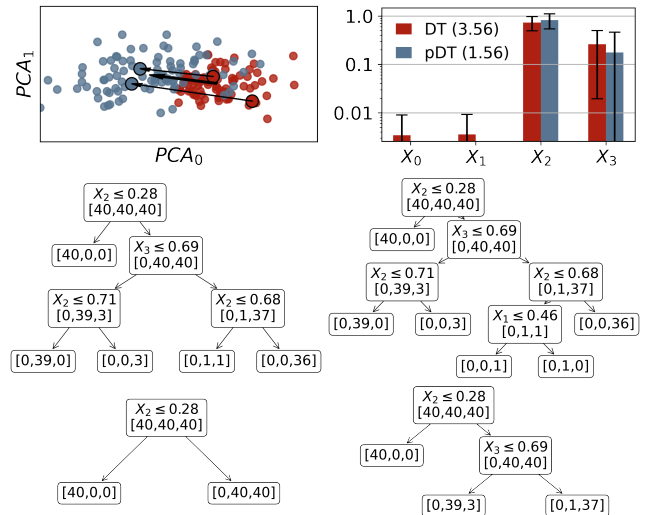 PCA₁
PCA₀
1.0
0.1
0.01
DT (3.56)
pDT (1.56)
X₀
X₁
X₂
X₃
X₂ ≤ 0.28
[40,40,40]
[40,0,0]
X₃ ≤ 0.69
[0,40,40]
X₂ ≤ 0.71
[0,39,3]
X₂ ≤ 0.68
[0,1,37]
[0,39,0]
[0,0,3]
[0,1,1]
[0,0,36]
X₂ ≤ 0.28
[40,40,40]
[40,0,0]
X₃ ≤ 0.69
[0,40,40]
X₂ ≤ 0.71
[0,39,3]
X₂ ≤ 0.68
[0,1,37]
[0,39,0]
[0,0,3]
X₁ ≤ 0.46
[0,1,1]
[0,0,36]
[0,0,1]
[0,1,0]
X₂ ≤ 0.28
[40,40,40]
[40,0,0]
[0,40,40]
X₂ ≤ 0.28
[40,40,40]
[40,0,0]
X₃ ≤ 0.69
[0,40,40]
[0,39,3]
[0,1,37]